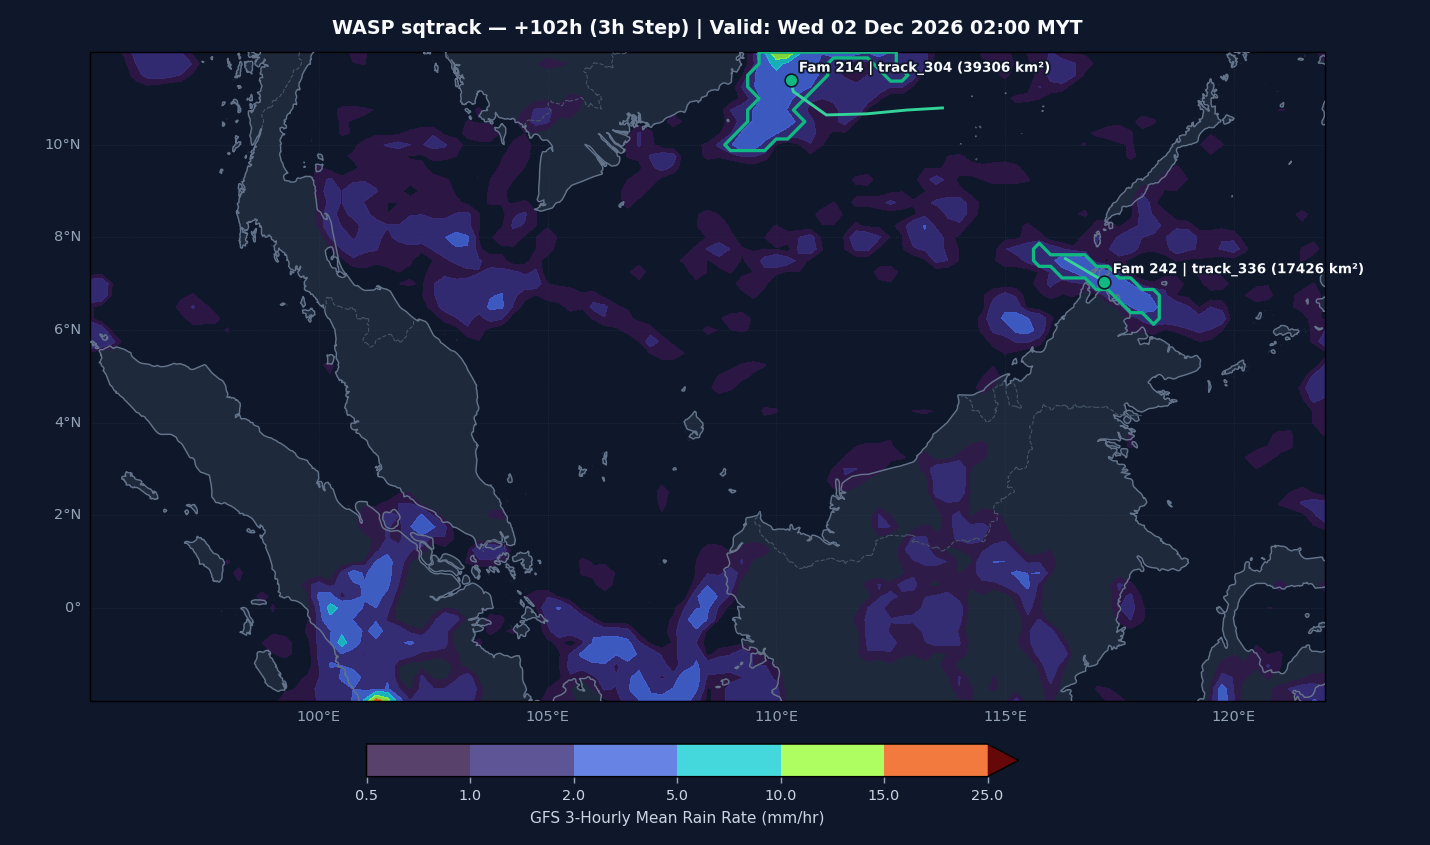 WASP sqtrack — +102h (3h Step) | Valid: Wed 02 Dec 2026 02:00 MYT
Fam 214 | track_304 (39306 km²)
10°N
8°N
Fam 242 | track_336 (17426 km²)
6°N
4°N
2°N
0°
100°E 105°E 110°E 115°E 120°E
0.5 1.0 2.0 5.0 10.0 15.0 25.0
GFS 3-Hourly Mean Rain Rate (mm/hr)